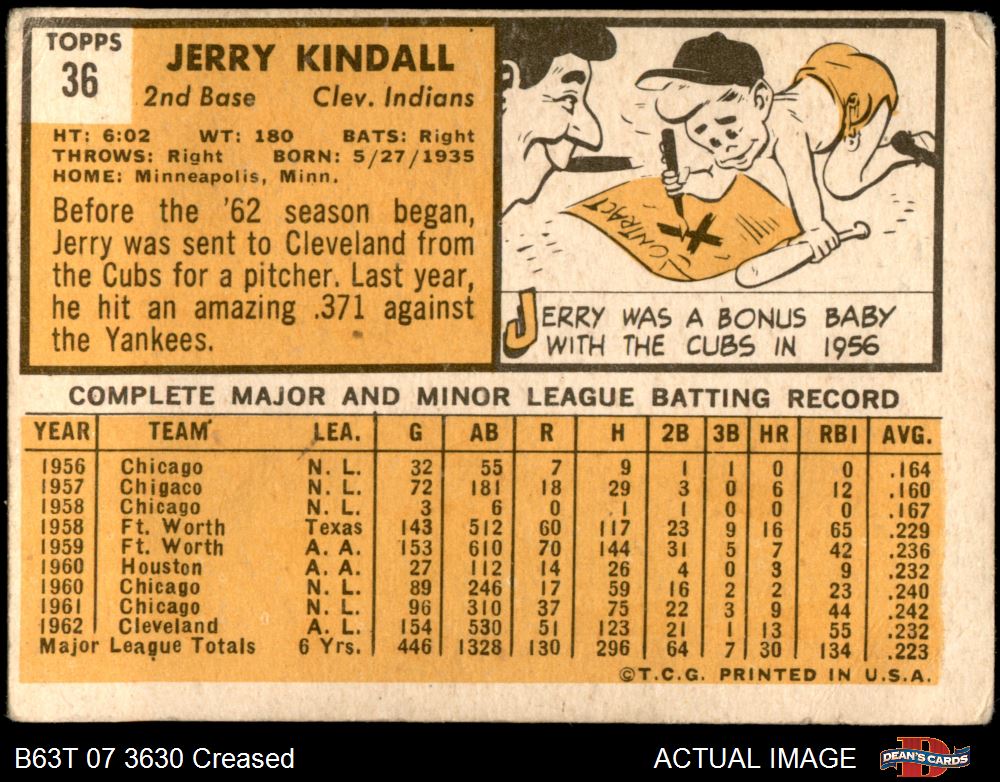 TOPPS
36
JERRY KINDALL
2nd Base Clev. Indians
HT: 6:02 WT: 180 BATS: Right
THROWS: Right BORN: 5/27/1935
HOME: Minneapolis, Minn.
Before the '62 season began,
Jerry was sent to Cleveland from
the Cubs for a pitcher. Last year,
he hit an amazing .371 against
the Yankees.
CONTRACT
X
JERRY WAS A BONUS BABY
WITH THE CUBS IN 1956
COMPLETE MAJOR AND MINOR LEAGUE BATTING RECORD
YEAR TEAM LEA. G AB R H 2B 3B HR RBI AVG.
1956 Chicago N. L. 32 55 7 9 1 1 0 0 .164
1957 Chigaco N. L. 72 181 18 29 3 0 6 12 .160
1958 Chicago N. L. 3 6 0 1 1 0 0 0 .167
1958 Ft. Worth Texas 143 512 60 117 23 9 16 65 .229
1959 Ft. Worth A. A. 153 610 70 144 31 5 7 42 .236
1960 Houston A. A. 27 112 14 26 4 0 3 9 .232
1960 Chicago N. L. 89 246 17 59 16 2 2 23 .240
1961 Chicago N. L. 96 310 37 75 22 3 9 44 .242
1962 Cleveland A. L. 154 530 51 123 21 1 13 55 .232
Major League Totals 6 Yrs. 446 1328 130 296 64 7 30 134 .223
©T.C.G. PRINTED IN U.S.A.
B63T 07 3630 Creased ACTUAL IMAGE
DEAN'S CARDS